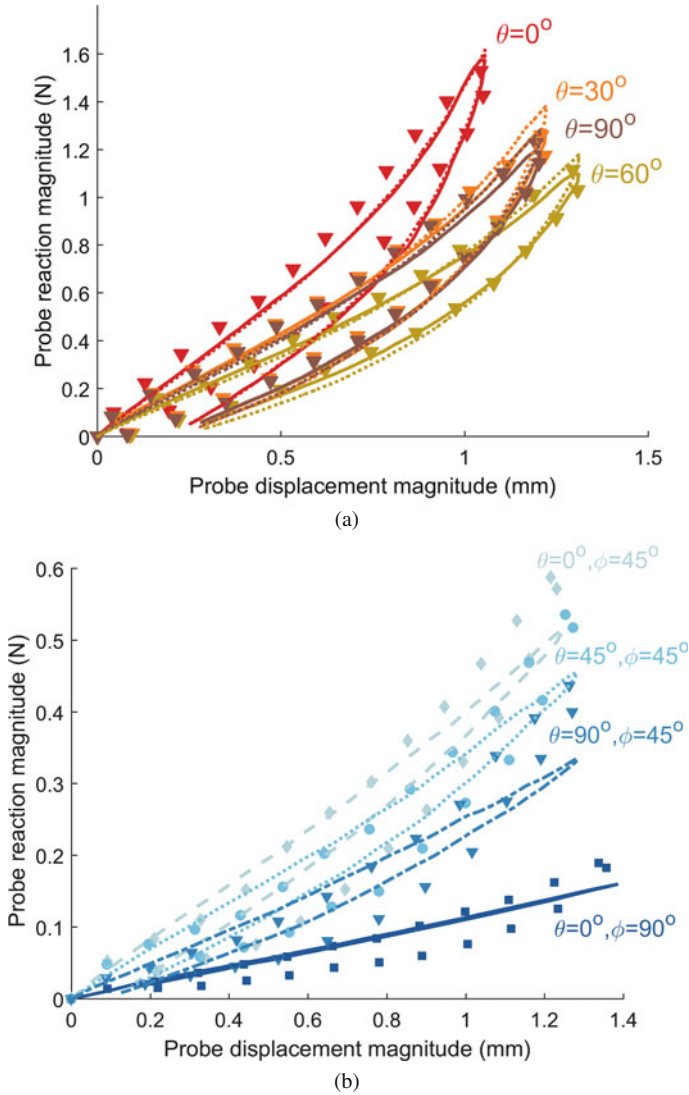 1.6
1.4
1.2
1
0.8
0.6
0.4
0.2
0
Probe reaction magnitude (N)
θ=0°
θ=30°
θ=90°
θ=60°
0 0.5 1 1.5
Probe displacement magnitude (mm)
(a)
0.6
0.5
0.4
0.3
0.2
0.1
0
Probe reaction magnitude (N)
θ=0°,ϕ=45°
θ=45°,ϕ=45°
θ=90°,ϕ=45°
θ=0°,ϕ=90°
0 0.2 0.4 0.6 0.8 1 1.2 1.4
Probe displacement magnitude (mm)
(b)